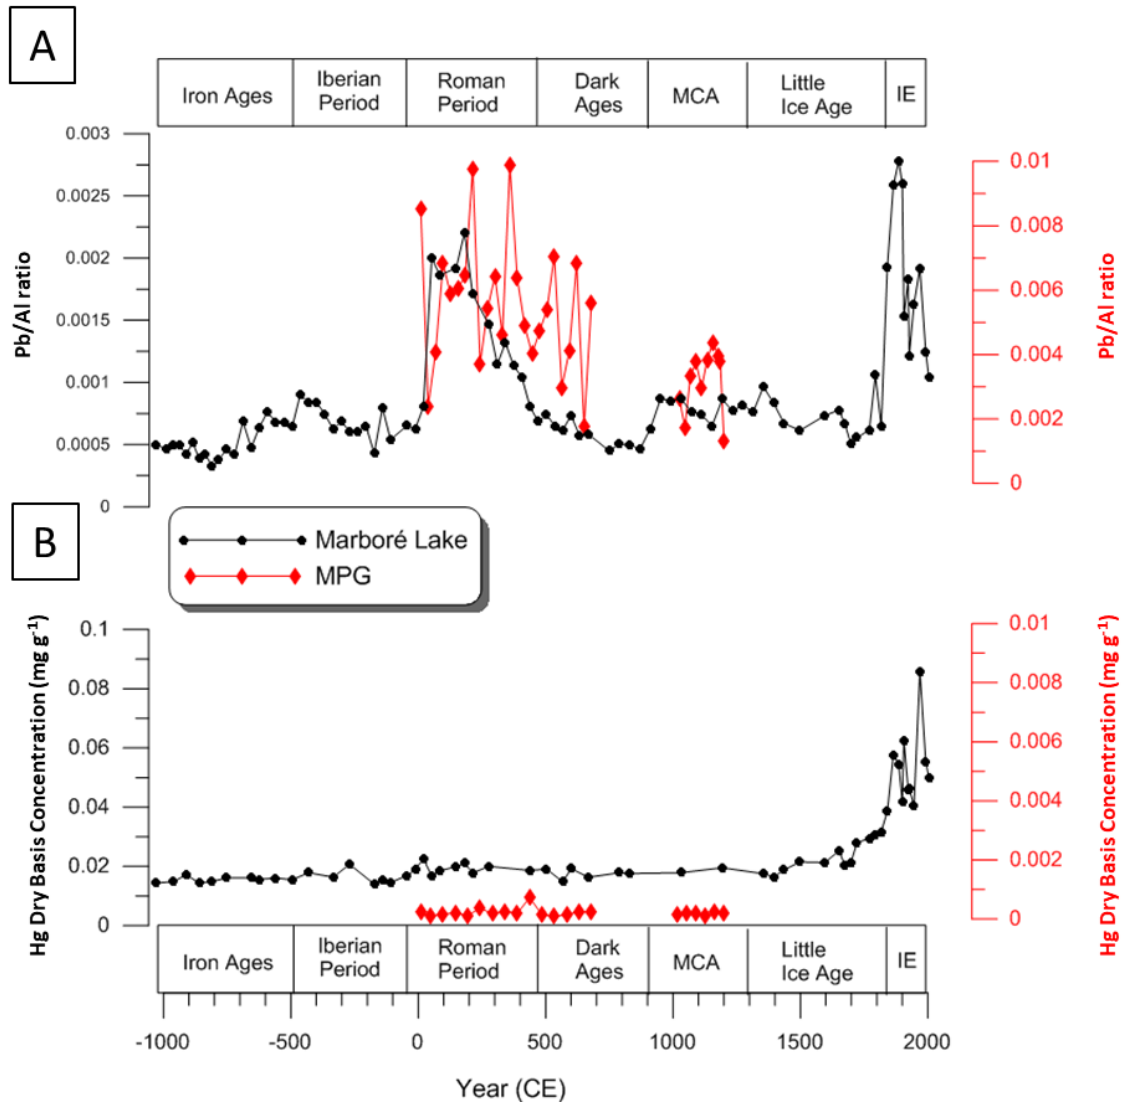 A
Iron Ages
Iberian
Period
Roman
Period
Dark
Ages
MCA
Little
Ice Age
IE
0.003
0.0025
0.002
0.0015
0.001
0.0005
0
Pb/Al ratio
0.01
0.008
0.006
0.004
0.002
0
Pb/Al ratio
B
Marboré Lake
MPG
0.1
0.08
0.06
0.04
0.02
0
Hg Dry Basis Concentration (mg g⁻¹)
0.01
0.008
0.006
0.004
0.002
0
Hg Dry Basis Concentration (mg g⁻¹)
Iron Ages
Iberian
Period
Roman
Period
Dark
Ages
MCA
Little
Ice Age
IE
-1000
-500
0
500
1000
1500
2000
Year (CE)